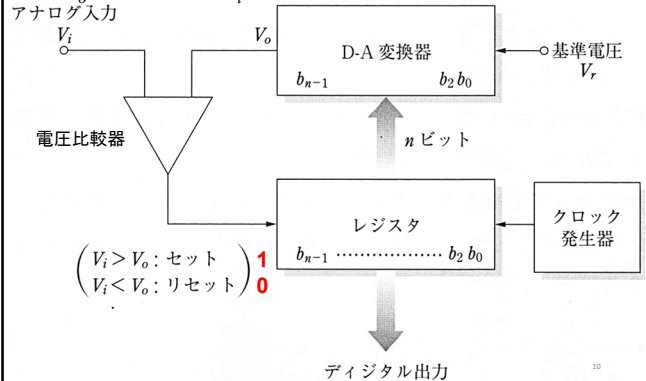 アナログ入力
Vi
Vo
D-A 変換器
bn−1 b2 b0
基準電圧
Vr
電圧比較器
n ビット
レジスタ
bn−1 ·················· b2 b0
クロック
発生器
Vi > Vo : セット 1
Vi < Vo : リセット 0
ディジタル出力
10